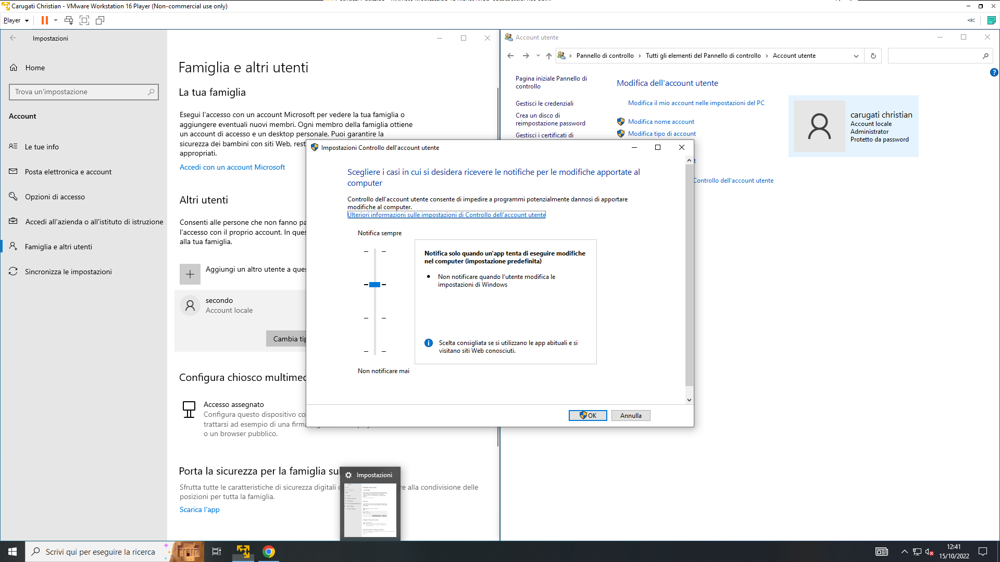 Carugati Christian - VMware Workstation 16 Player (Non-commercial use only)
Player
Impostazioni
Home
Trova un'impostazione
Account
Le tue info
Posta elettronica e account
Opzioni di accesso
Accedi all'azienda o all'istituto di istruzione
Famiglia e altri utenti
Sincronizza le impostazioni
Famiglia e altri utenti
La tua famiglia
Esegui l'accesso con un account Microsoft per vedere la tua famiglia o
aggiungere eventuali nuovi membri. Ogni membro della famiglia ottiene
un account di accesso e un desktop personale. Puoi garantire la
sicurezza dei bambini con siti Web, rest
appropriati.
Accedi con un account Microsoft
Altri utenti
Consenti alle persone che non fanno pa
l'accesso con il proprio account. In ques
alla tua famiglia.
Aggiungi un altro utente a ques
secondo
Account locale
Cambia tip
Configura chiosco multimed
Accesso assegnato
Configura questo dispositivo co
trattarsi ad esempio di una firm
o un browser pubblico.
Porta la sicurezza per la famiglia su
Sfrutta tutte le caratteristiche di sicurezza digitali re alla condivisione delle
posizioni per tutta la famiglia.
Scarica l'app
Impostazioni
Account utente
Pannello di controllo
Tutti gli elementi del Pannello di controllo
Account utente
Pagina iniziale Pannello di
controllo
Gestisci le credenziali
Crea un disco di
reimpostazione password
Gestisci i certificati di
Modifica dell'account utente
Modifica il mio account nelle impostazioni del PC
Modifica nome account
Modifica tipo di account
t
Controllo dell'account utente
carugati christian
Account locale
Administrator
Protetto da password
Impostazioni Controllo dell'account utente
Scegliere i casi in cui si desidera ricevere le notifiche per le modifiche apportate al
computer
Controllo dell'account utente consente di impedire a programmi potenzialmente dannosi di apportare
modifiche al computer.
Ulteriori informazioni sulle impostazioni di Controllo dell'account utente
Notifica sempre
Notifica solo quando un'app tenta di eseguire modifiche
nel computer (impostazione predefinita)
• Non notificare quando l'utente modifica le
impostazioni di Windows
Scelta consigliata se si utilizzano le app abituali e si
visitano siti Web conosciuti.
Non notificare mai
OK
Annulla
Scrivi qui per eseguire la ricerca
12:41
15/10/2022